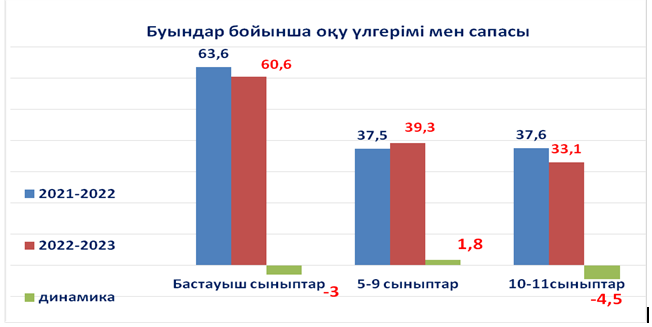 Буындар бойынша оқу үлгерімі мен сапасы
63,6
60,6
37,5
39,3
37,6
33,1
2021-2022
2022-2023
динамика
1,8
-3
-4,5
Бастауыш сыныптар
5-9 сыныптар
10-11сыныптар